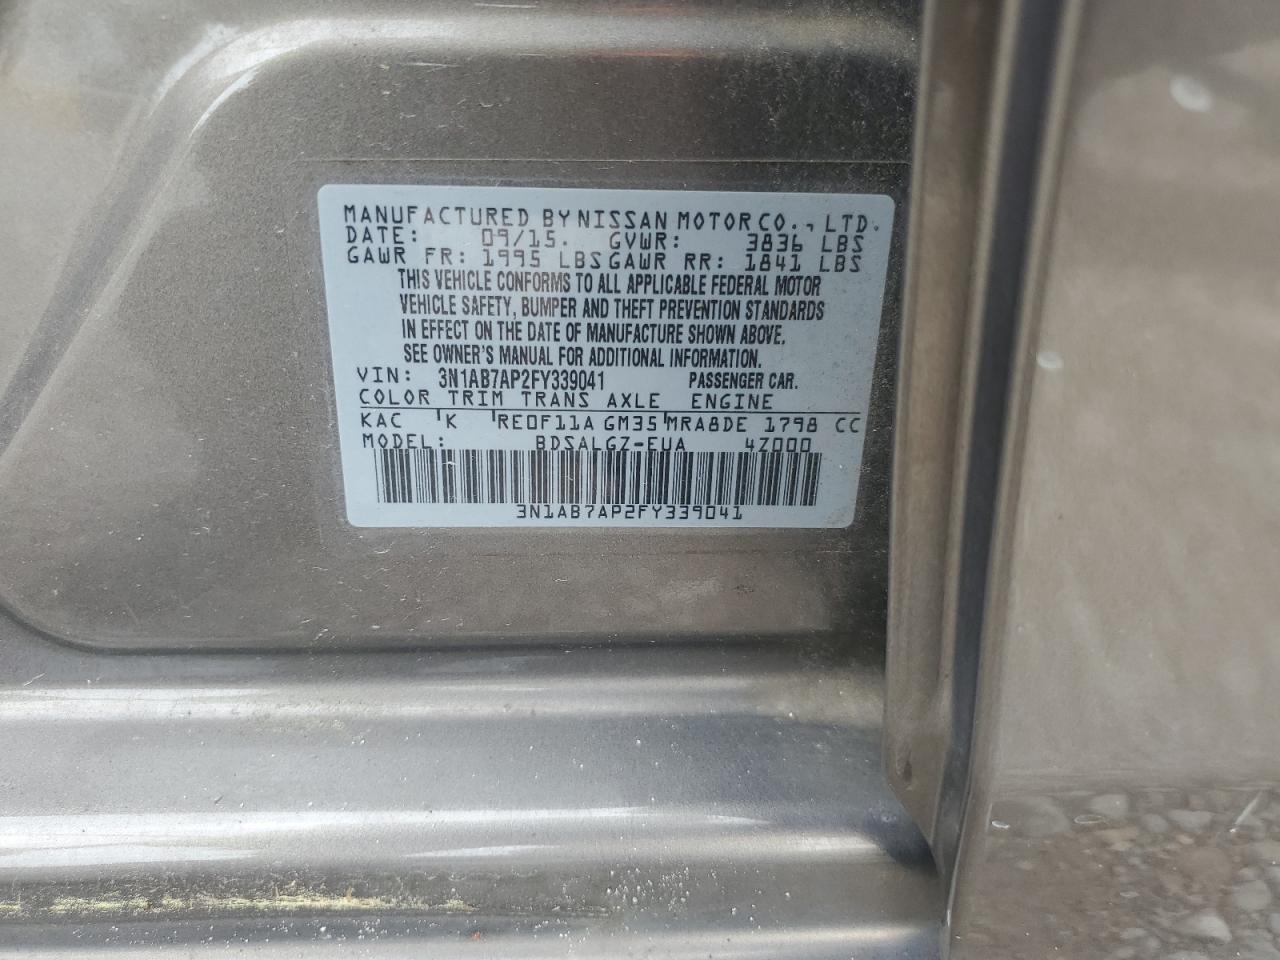 MANUFACTURED BY NISSAN MOTOR CO., LTD.
DATE: 09/15. GVWR: 3836 LBS
GAWR FR: 1995 LBS GAWR RR: 1841 LBS
THIS VEHICLE CONFORMS TO ALL APPLICABLE FEDERAL MOTOR
VEHICLE SAFETY, BUMPER AND THEFT PREVENTION STANDARDS
IN EFFECT ON THE DATE OF MANUFACTURE SHOWN ABOVE.
SEE OWNER'S MANUAL FOR ADDITIONAL INFORMATION.
VIN: 3N1AB7AP2FY339041 PASSENGER CAR.
COLOR TRIM TRANS AXLE ENGINE
KAC K RE0F11A GM35 MRA8DE 1798 CC
MODEL: BDSALGZ-EUA 4Z000
3N1AB7AP2FY339041